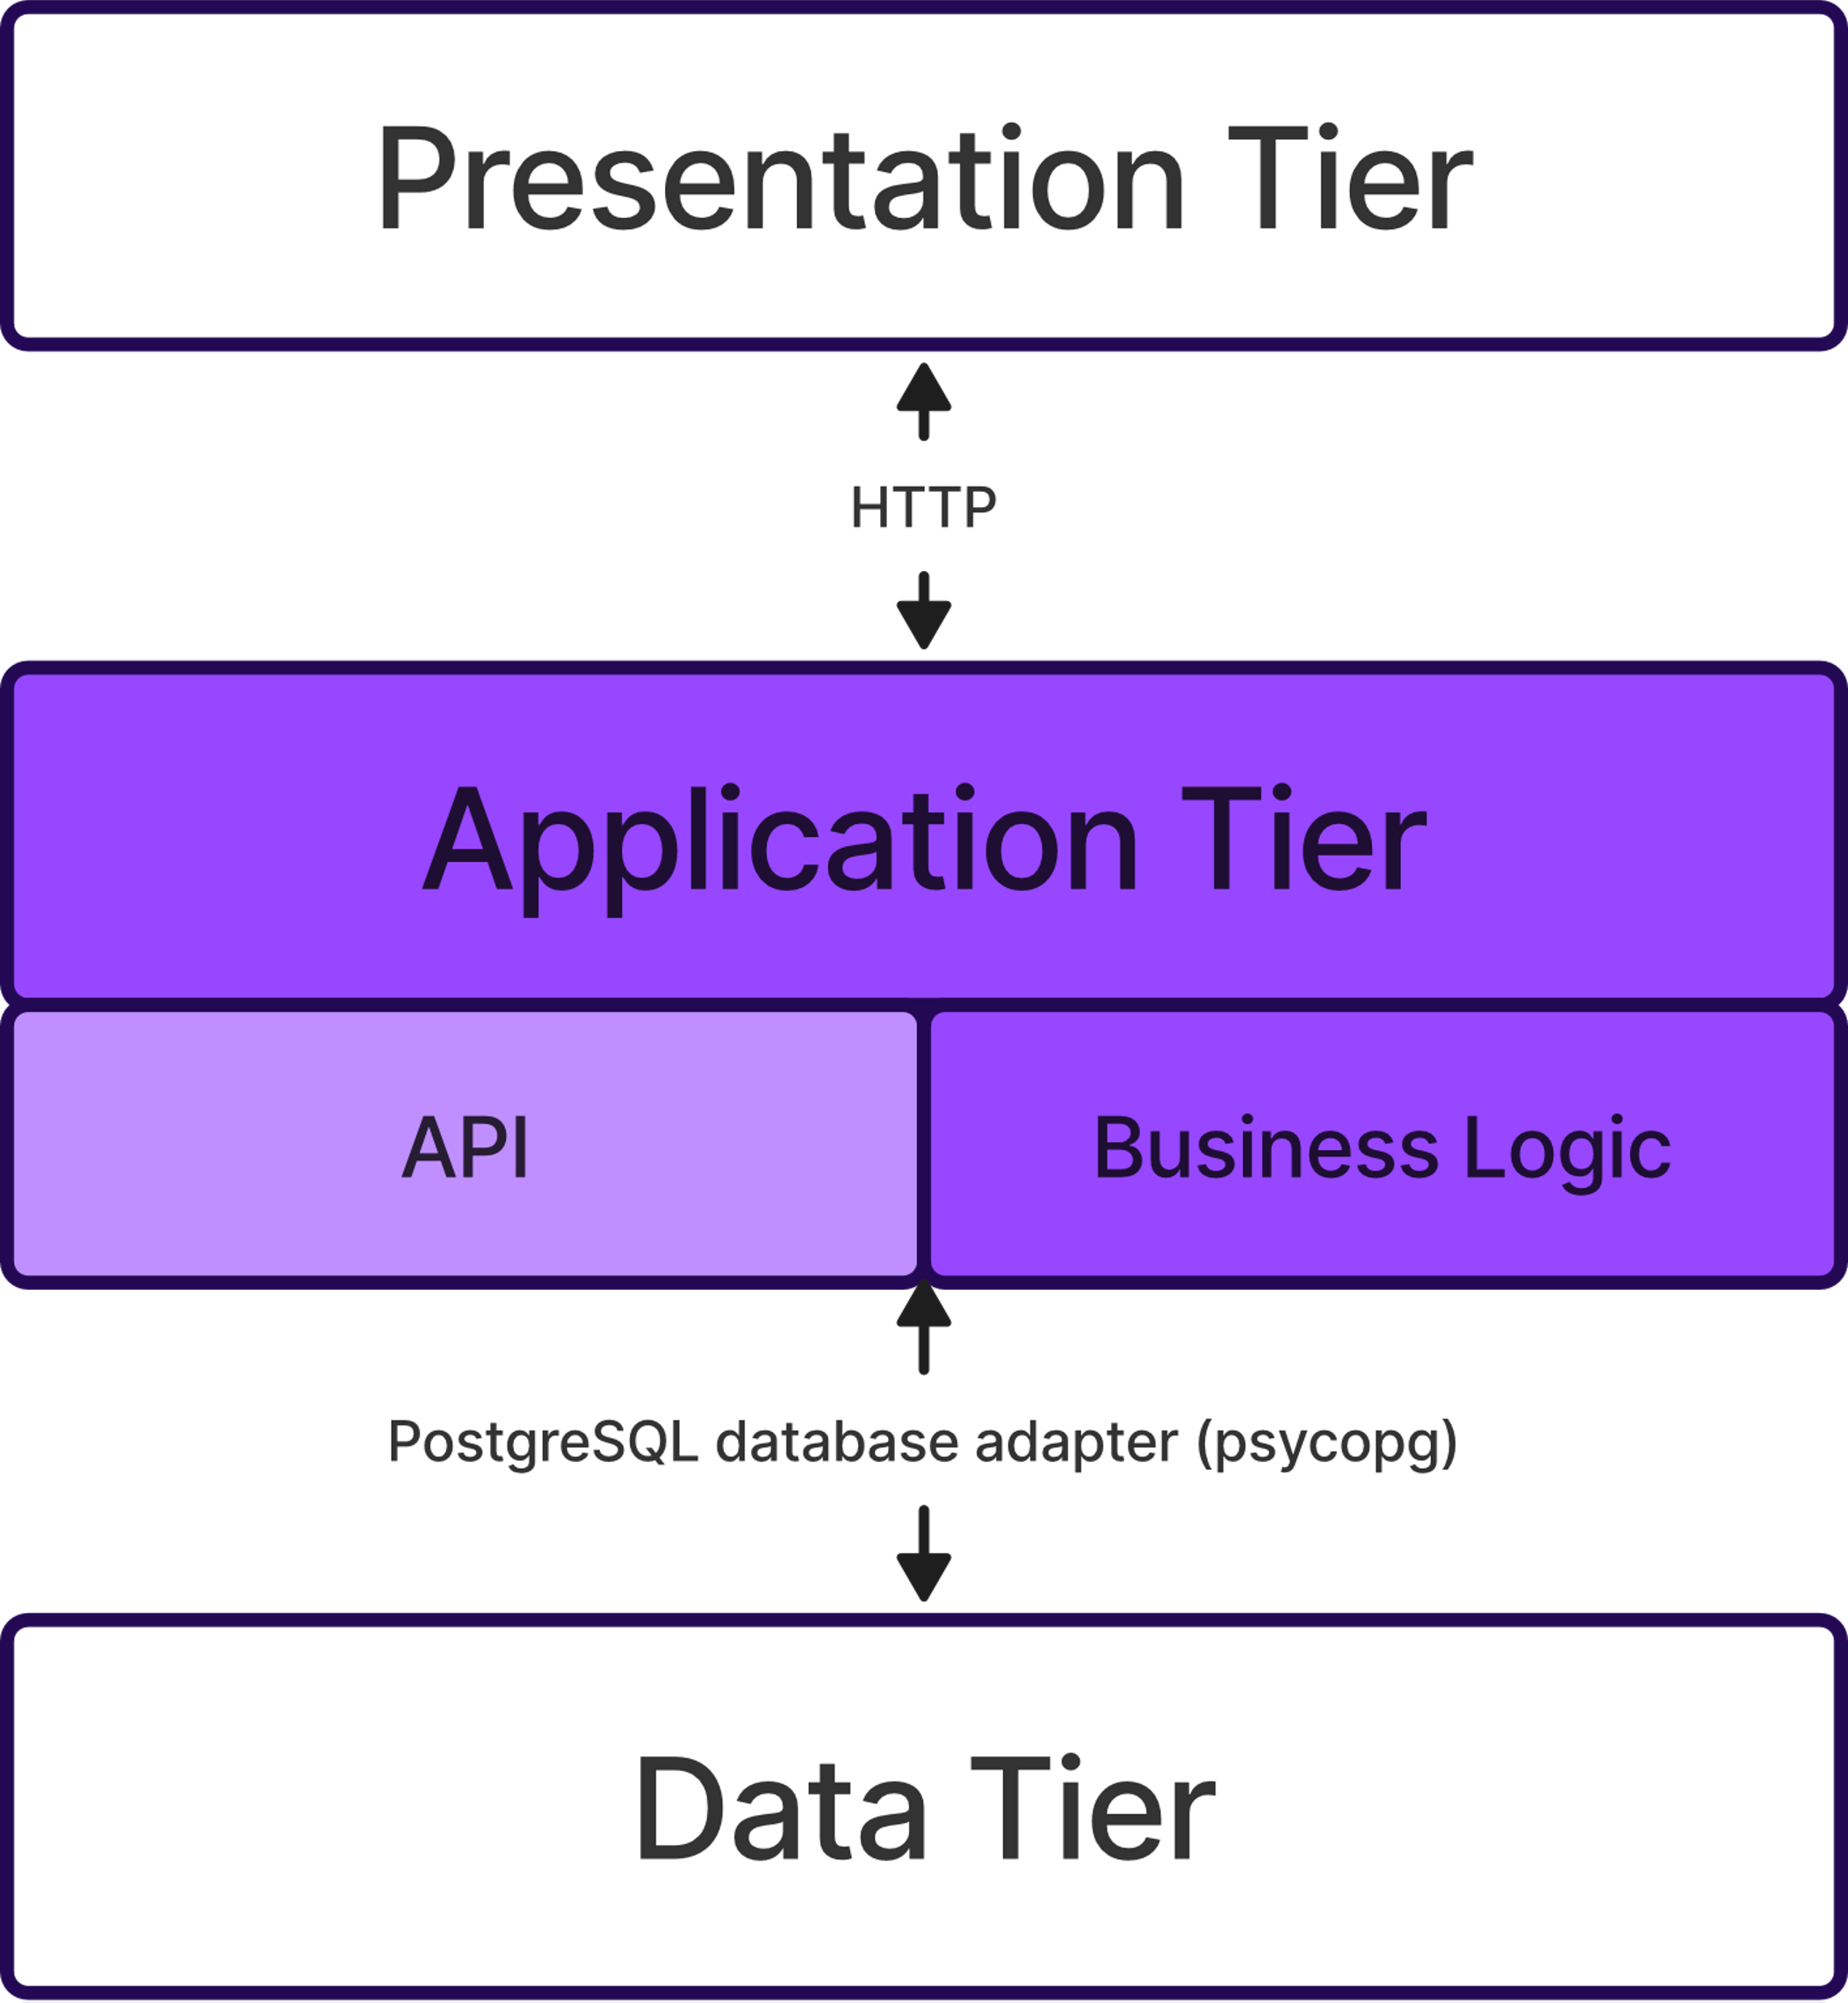 Presentation Tier
HTTP
Application Tier
API
Business Logic
PostgreSQL database adapter (psycopg)
Data Tier